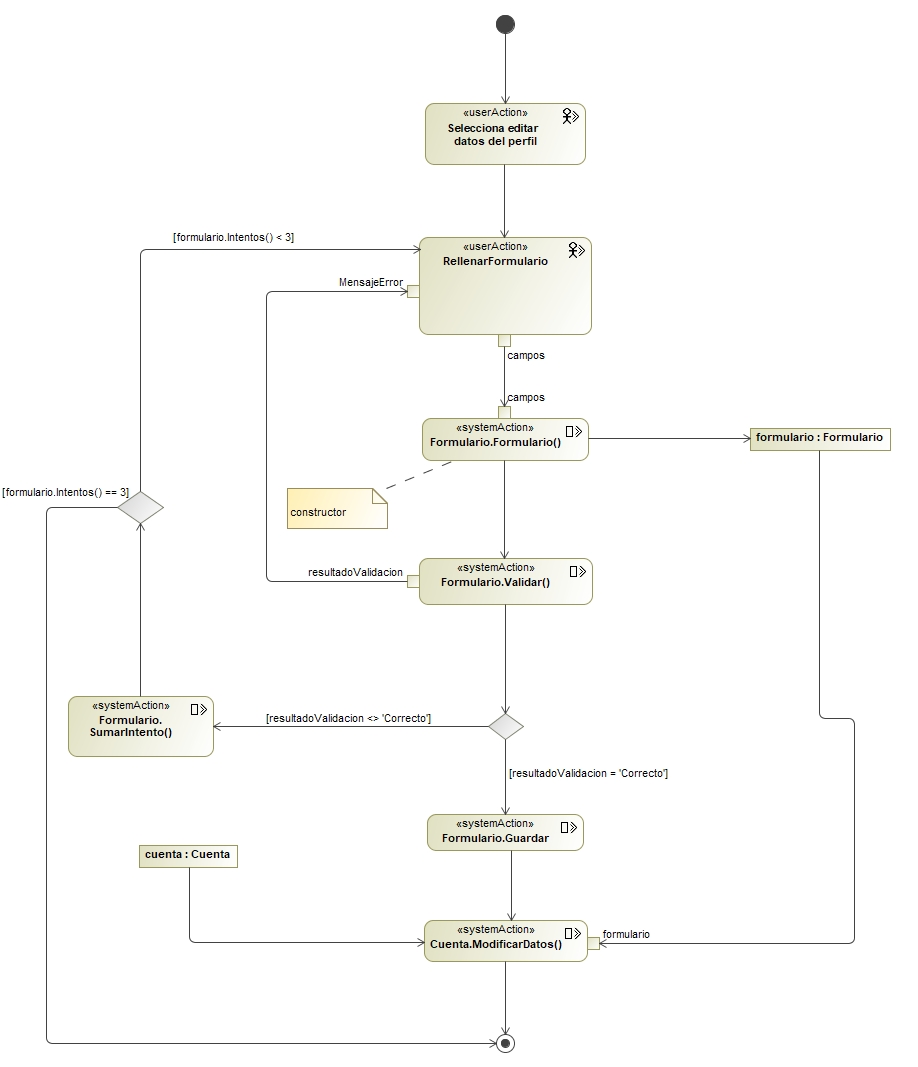 «userAction»
Selecciona editar
datos del perfil
[formulario.Intentos() < 3]
«userAction»
RellenarFormulario
MensajeError
campos
campos
«systemAction»
Formulario.Formulario()
formulario : Formulario
[formulario.Intentos() == 3]
constructor
«systemAction»
Formulario.Validar()
resultadoValidacion
«systemAction»
Formulario.
SumarIntento()
[resultadoValidacion <> 'Correcto']
[resultadoValidacion = 'Correcto']
«systemAction»
Formulario.Guardar
cuenta : Cuenta
«systemAction»
Cuenta.ModificarDatos()
formulario